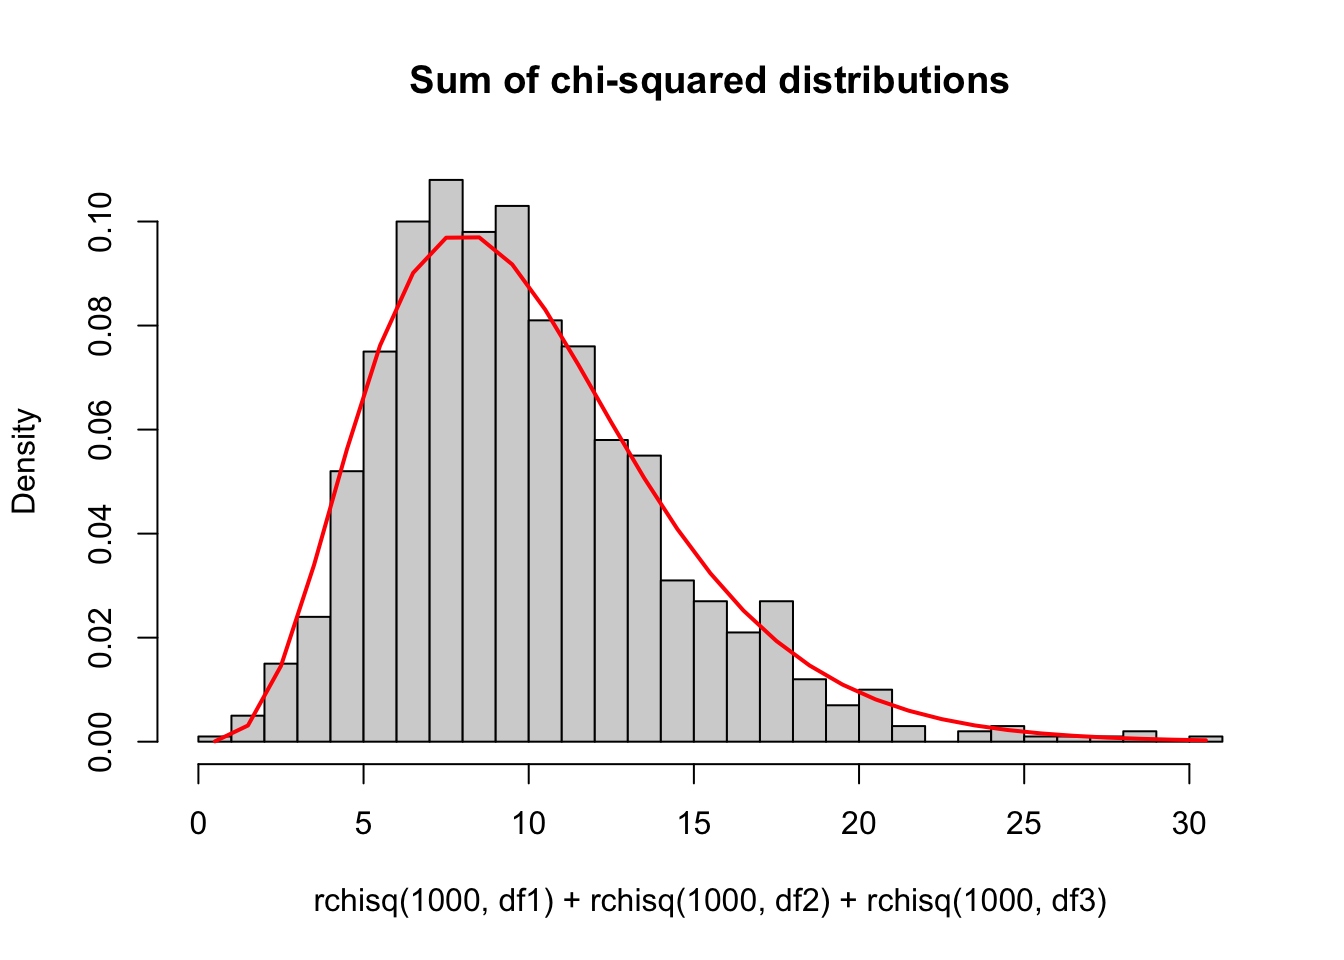 Sum of chi-squared distributions
Density
0.00
0.02
0.04
0.06
0.08
0.10
0 5 10 15 20 25 30
rchisq(1000, df1) + rchisq(1000, df2) + rchisq(1000, df3)